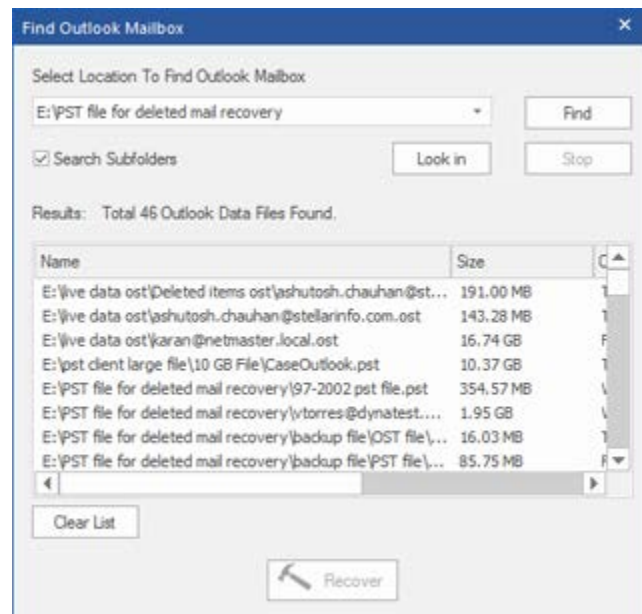 Find Outlook Mailbox
Select Location To Find Outlook Mailbox
E:\PST file for deleted mail recovery
Find
Search Subfolders
Look in
Stop
Results: Total 46 Outlook Data Files Found.
Name Size
E:\live data ost\Deleted items ost\ashutosh.chauhan@st... 191.00 MB
E:\live data ost\ashutosh.chauhan@stellarinfo.com.ost 143.28 MB
E:\live data ost\karan@netmaster.local.ost 16.74 GB
E:\pst client large file\10 GB File\CaseOutlook.pst 10.37 GB
E:\PST file for deleted mail recovery\97-2002 pst file.pst 354.57 MB
E:\PST file for deleted mail recovery\vtorres@dynatest.... 1.95 GB
E:\PST file for deleted mail recovery\backup file\OST file\... 16.03 MB
E:\PST file for deleted mail recovery\backup file\PST file\... 85.75 MB
Clear List
Recover